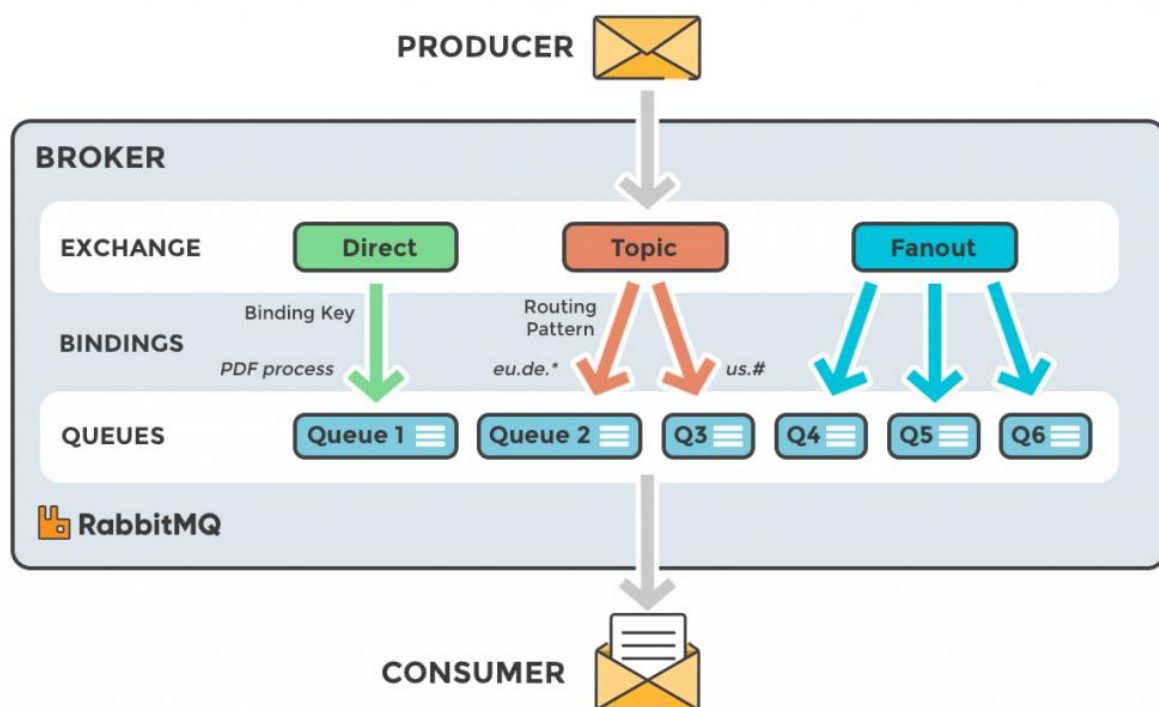 PRODUCER
BROKER
EXCHANGE
Direct
Topic
Fanout
Binding Key
Routing
Pattern
BINDINGS
PDF process
eu.de.*
us.#
QUEUES
Queue 1
Queue 2
Q3
Q4
Q5
Q6
RabbitMQ
CONSUMER